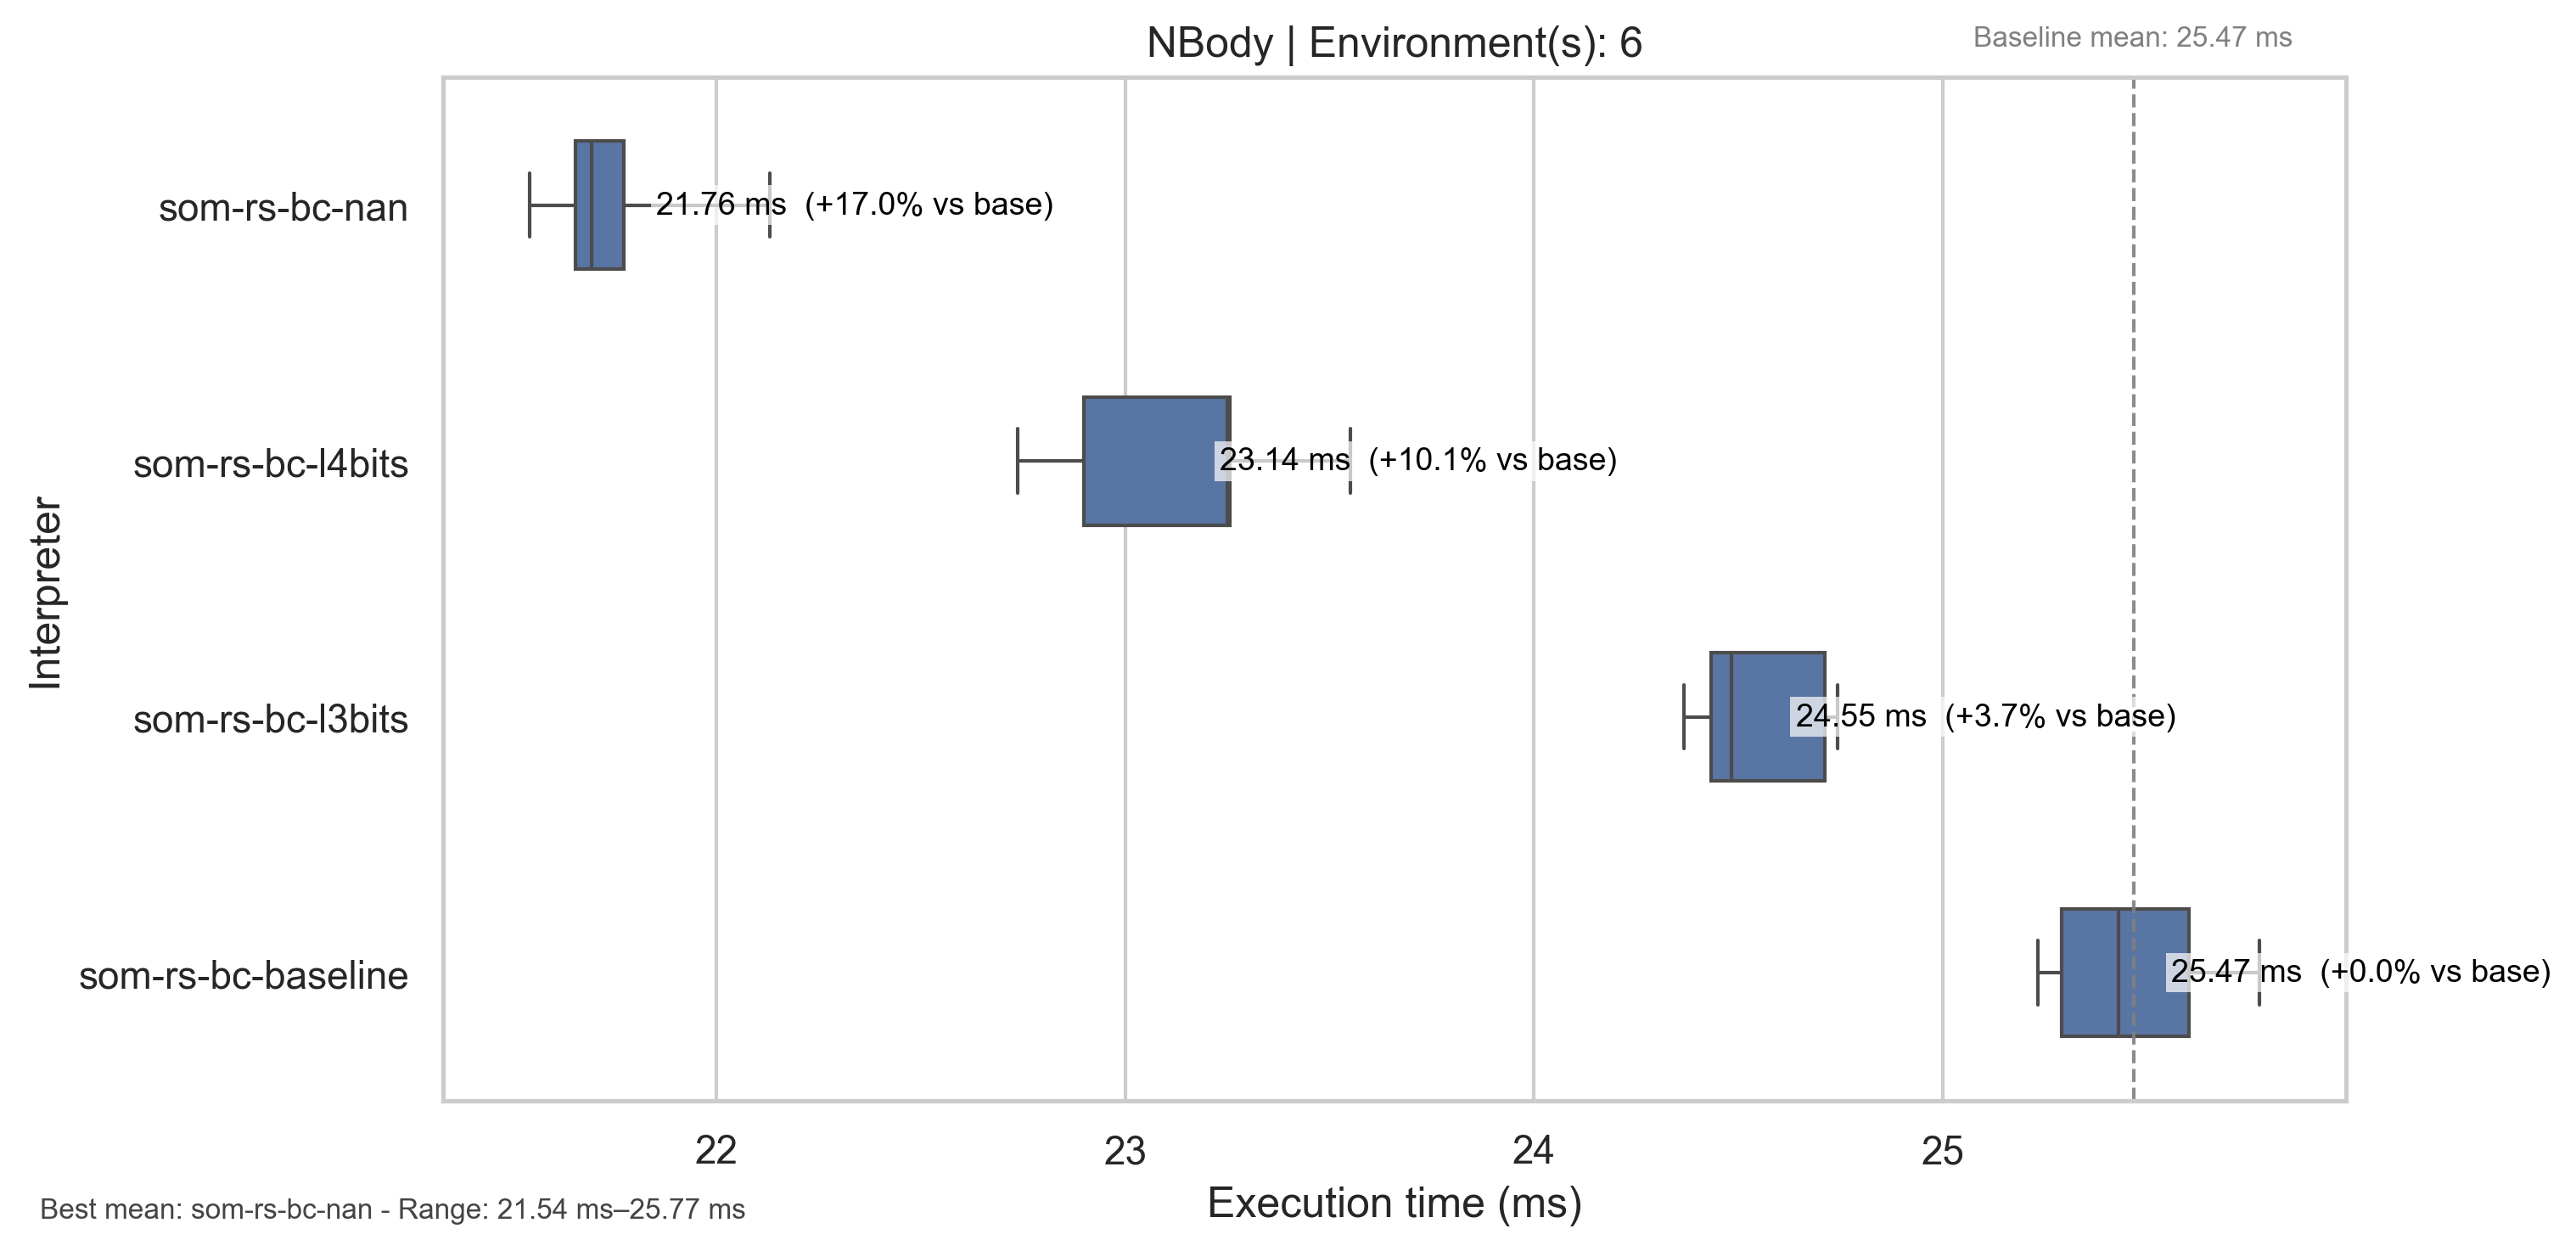 NBody | Environment(s): 6
Baseline mean: 25.47 ms
Interpreter
som-rs-bc-nan
21.76 ms  (+17.0% vs base)
som-rs-bc-l4bits
23.14 ms  (+10.1% vs base)
som-rs-bc-l3bits
24.55 ms  (+3.7% vs base)
som-rs-bc-baseline
25.47 ms  (+0.0% vs base)
22 23 24 25
Execution time (ms)
Best mean: som-rs-bc-nan - Range: 21.54 ms–25.77 ms